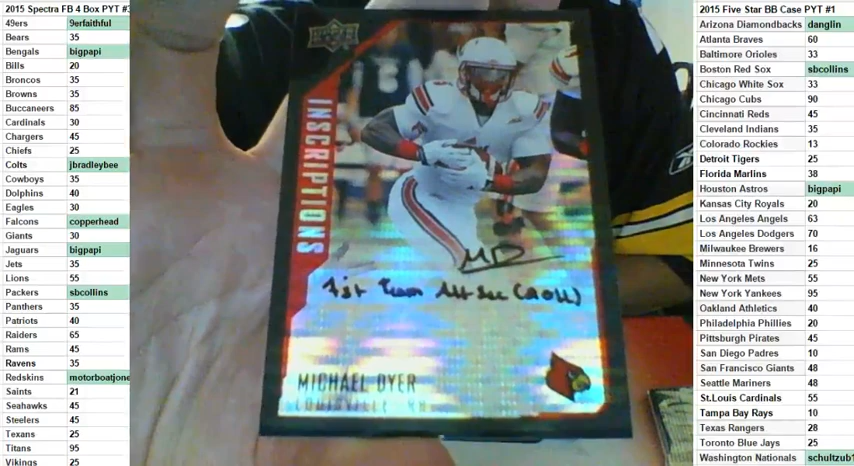 2015 Spectra FB 4 Box PYT #3
49ers 9erfaithful
Bears 35
Bengals bigpapi
Bills 20
Broncos 35
Browns 35
Buccaneers 85
Cardinals 30
Chargers 45
Chiefs 25
Colts jbradleybee
Cowboys 35
Dolphins 40
Eagles 30
Falcons copperhead
Giants 30
Jaguars bigpapi
Jets 35
Lions 55
Packers sbcollins
Panthers 35
Patriots 40
Raiders 65
Rams 45
Ravens 35
Redskins motorboatjone
Saints 21
Seahawks 45
Steelers 45
Texans 25
Titans 95
Vikings 25
UPPER DECK
INSCRIPTIONS
MD
1st Team All-SEC (2011)
MICHAEL DYER
LOUISVILLE RB
2015 Five Star BB Case PYT #1
Arizona Diamondbacks danglin
Atlanta Braves 60
Baltimore Orioles 33
Boston Red Sox sbcollins
Chicago White Sox 33
Chicago Cubs 90
Cincinnati Reds 45
Cleveland Indians 35
Colorado Rockies 13
Detroit Tigers 25
Florida Marlins 38
Houston Astros bigpapi
Kansas City Royals 20
Los Angeles Angels 63
Los Angeles Dodgers 70
Milwaukee Brewers 16
Minnesota Twins 25
New York Mets 55
New York Yankees 95
Oakland Athletics 40
Philadelphia Phillies 20
Pittsburgh Pirates 45
San Diego Padres 10
San Francisco Giants 48
Seattle Mariners 48
St.Louis Cardinals 55
Tampa Bay Rays 10
Texas Rangers 28
Toronto Blue Jays 25
Washington Nationals schultzub1